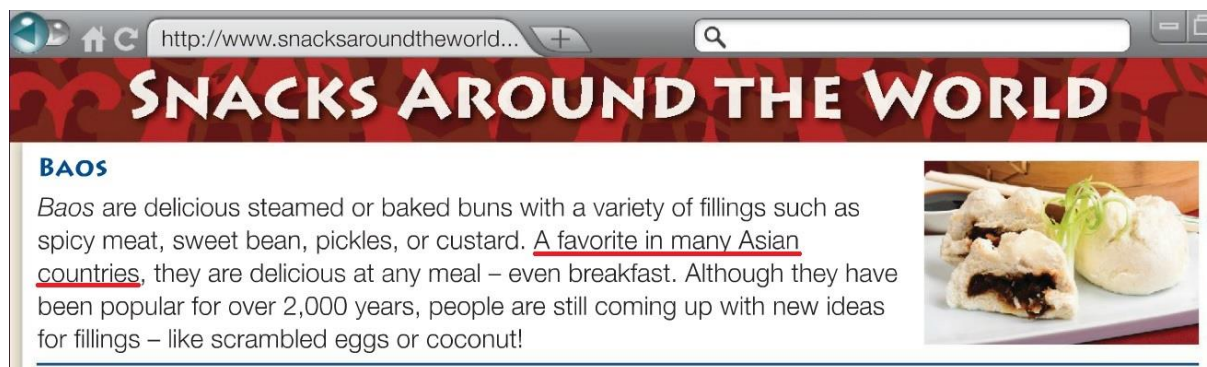 http://www.snacksaroundtheworld...
SNACKS AROUND THE WORLD
BAOS
Baos are delicious steamed or baked buns with a variety of fillings such as
spicy meat, sweet bean, pickles, or custard. A favorite in many Asian
countries, they are delicious at any meal – even breakfast. Although they have
been popular for over 2,000 years, people are still coming up with new ideas
for fillings – like scrambled eggs or coconut!